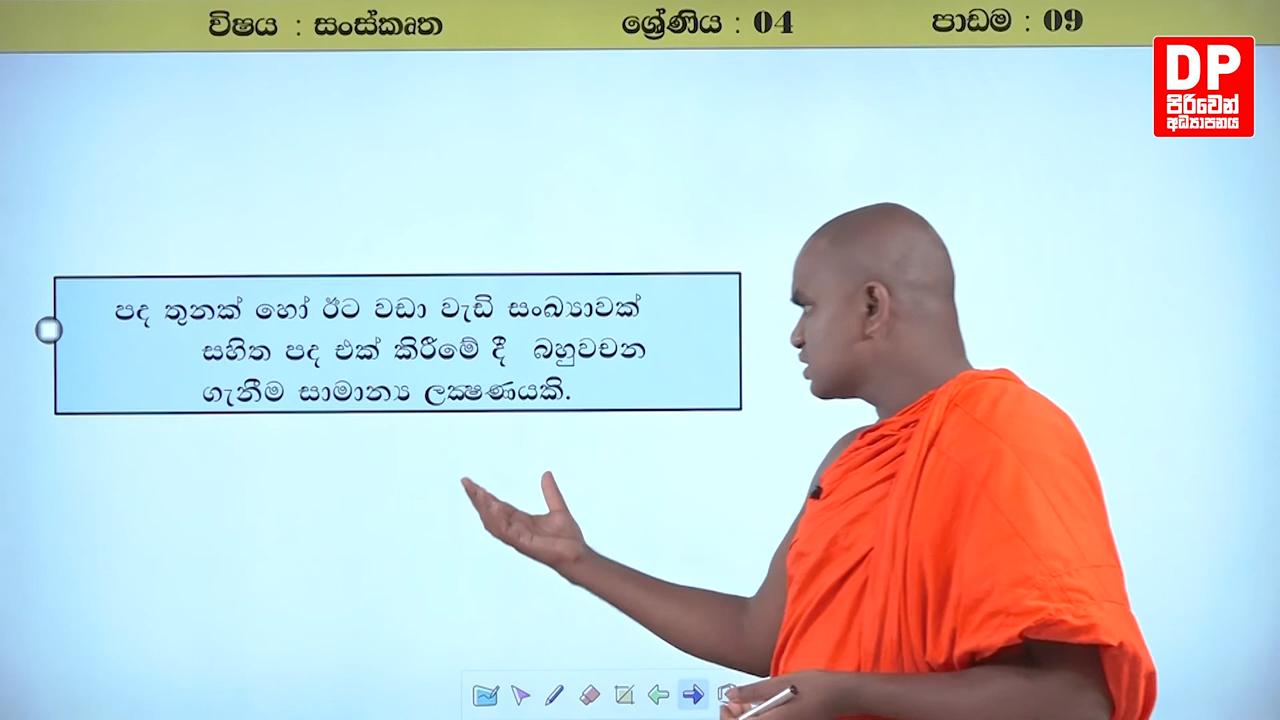 විෂය : සංස්කෘත ශ්‍රේණිය : 04 පාඩම : 09
DP
පිරිවෙන්
අධ්‍යාපනය
පද තුනක් හෝ ඊට වඩා වැඩි සංඛ්‍යාවක්
සහිත පද එක් කිරීමේ දී බහුවචන
ගැනීම සාමාන්‍ය ලක්‍ෂණයකි.